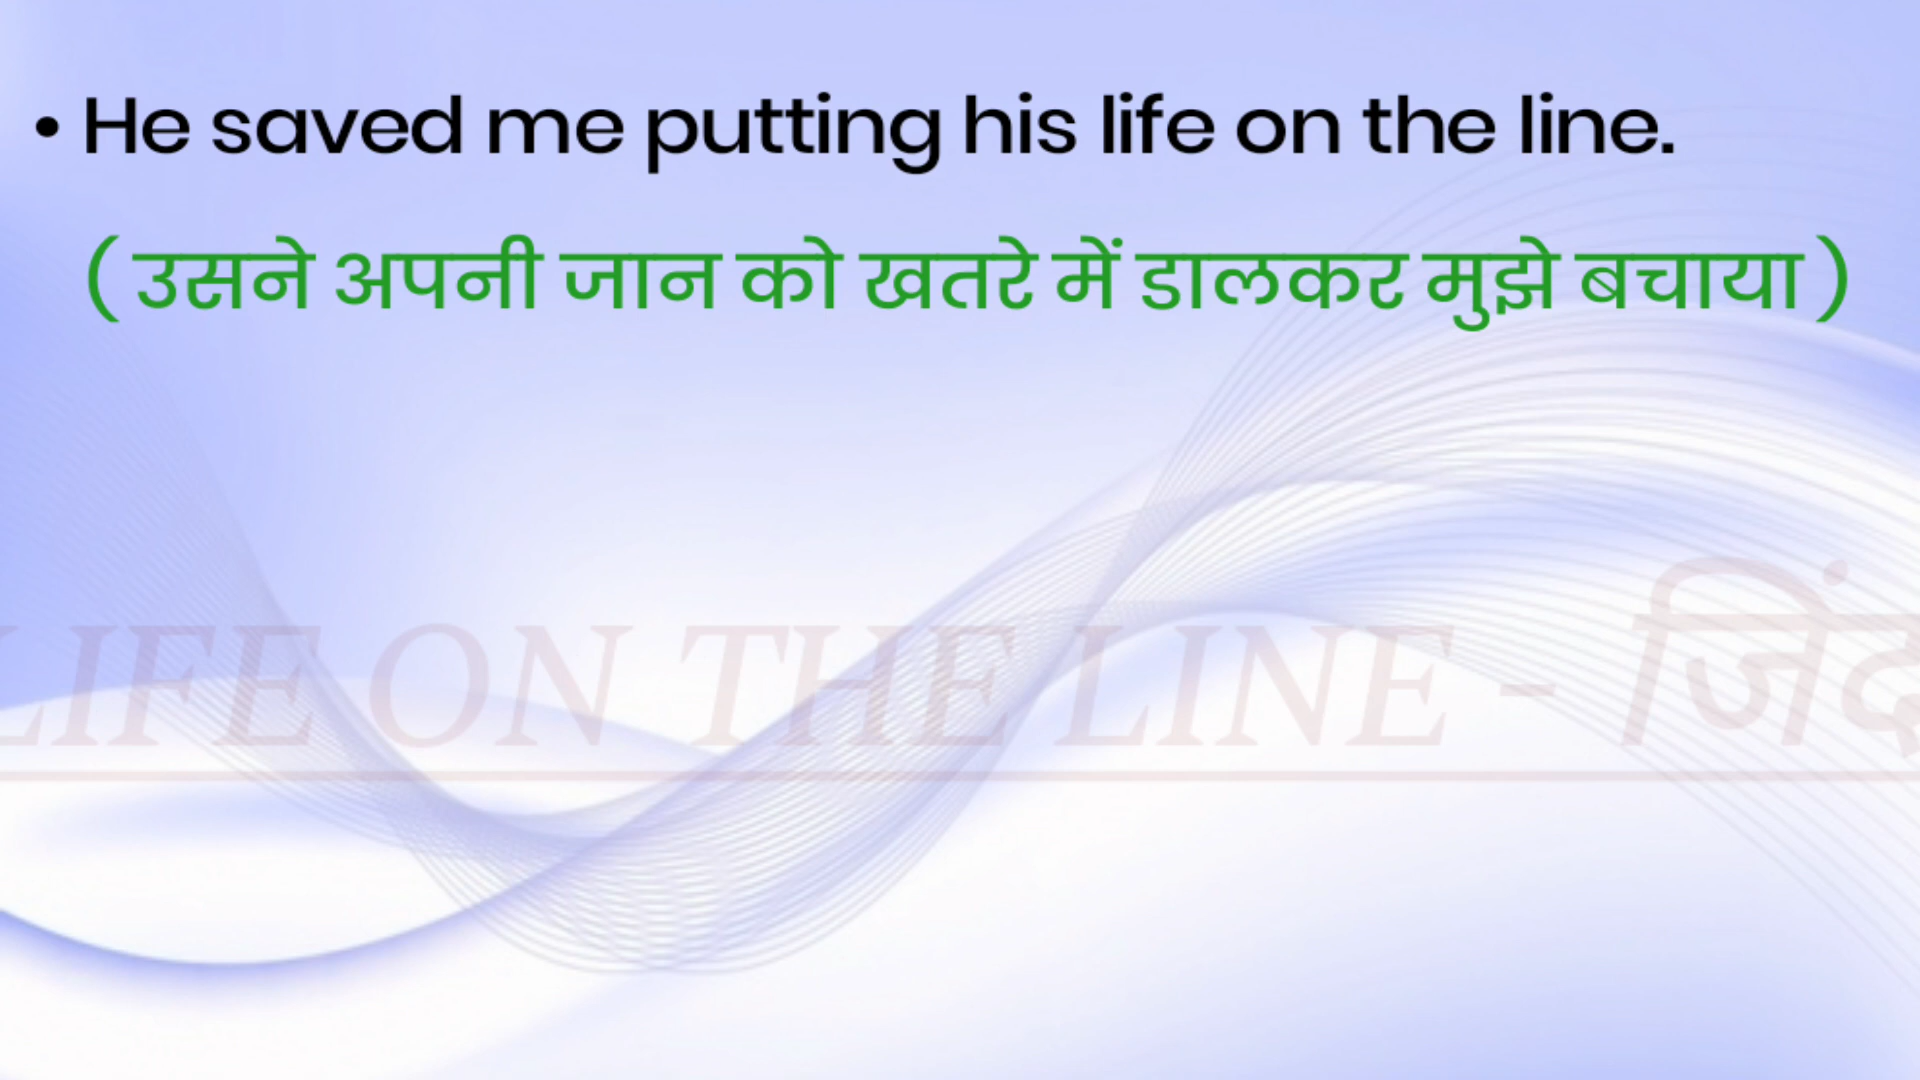 • He saved me putting his life on the line.
( उसने अपनी जान को खतरे में डालकर मुझे बचाया )
LIFE ON THE LINE -